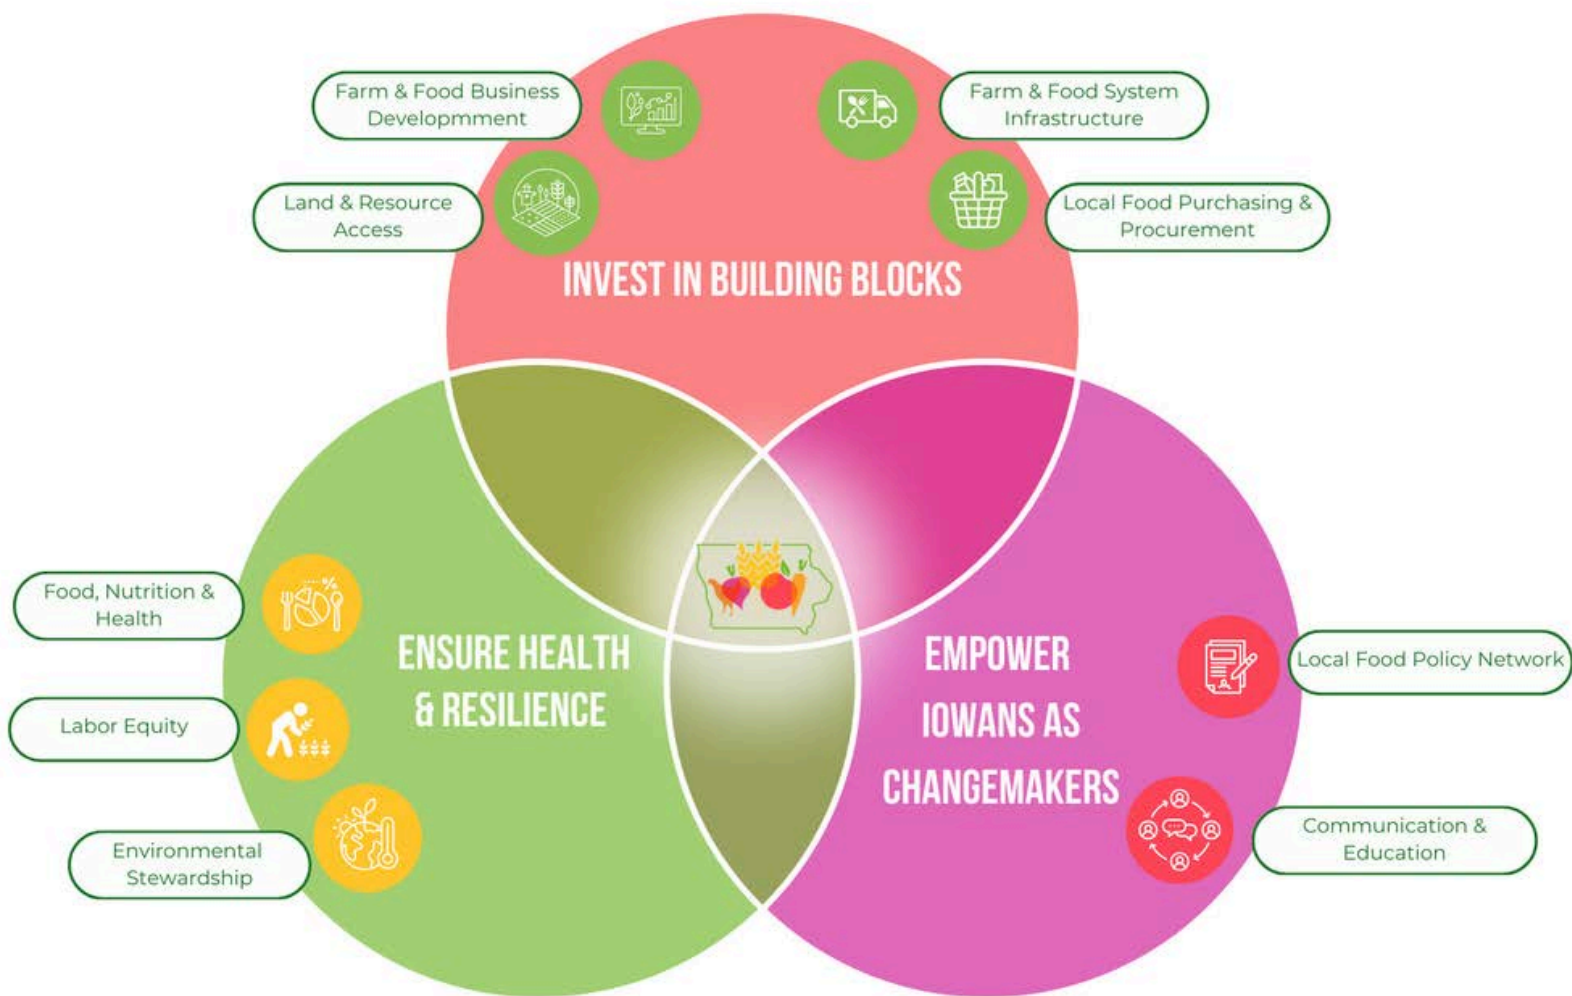 Farm & Food Business
Developmment
Farm & Food System
Infrastructure
Land & Resource
Access
Local Food Purchasing &
Procurement
INVEST IN BUILDING BLOCKS
Food, Nutrition &
Health
Labor Equity
Environmental
Stewardship
ENSURE HEALTH
& RESILIENCE
EMPOWER
IOWANS AS
CHANGEMAKERS
Local Food Policy Network
Communication &
Education
%